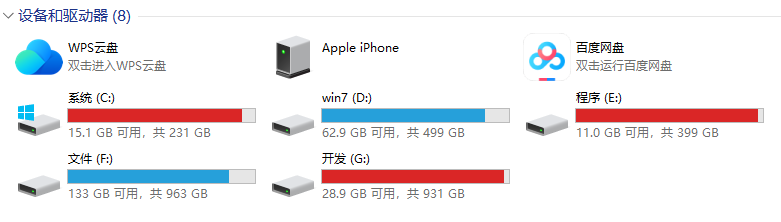 设备和驱动器 (8)
WPS云盘
双击进入WPS云盘
Apple iPhone
百度网盘
双击运行百度网盘
系统 (C:)
15.1 GB 可用，共 231 GB
win7 (D:)
62.9 GB 可用，共 499 GB
程序 (E:)
11.0 GB 可用，共 399 GB
文件 (F:)
133 GB 可用，共 963 GB
开发 (G:)
28.9 GB 可用，共 931 GB